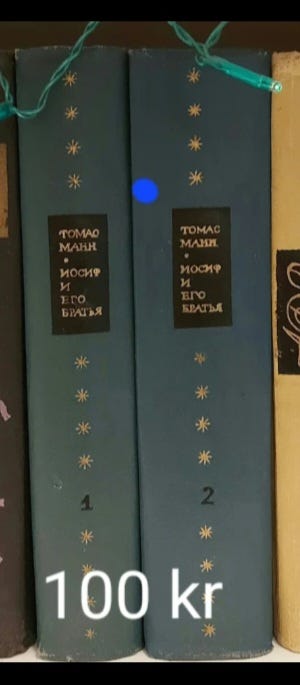 ТОМАС
МАНН
ИОСИФ
И
ЕГО
БРАТЬЯ
1
ТОМАС
МАНН
ИОСИФ
И
ЕГО
БРАТЬЯ
2
100 kr